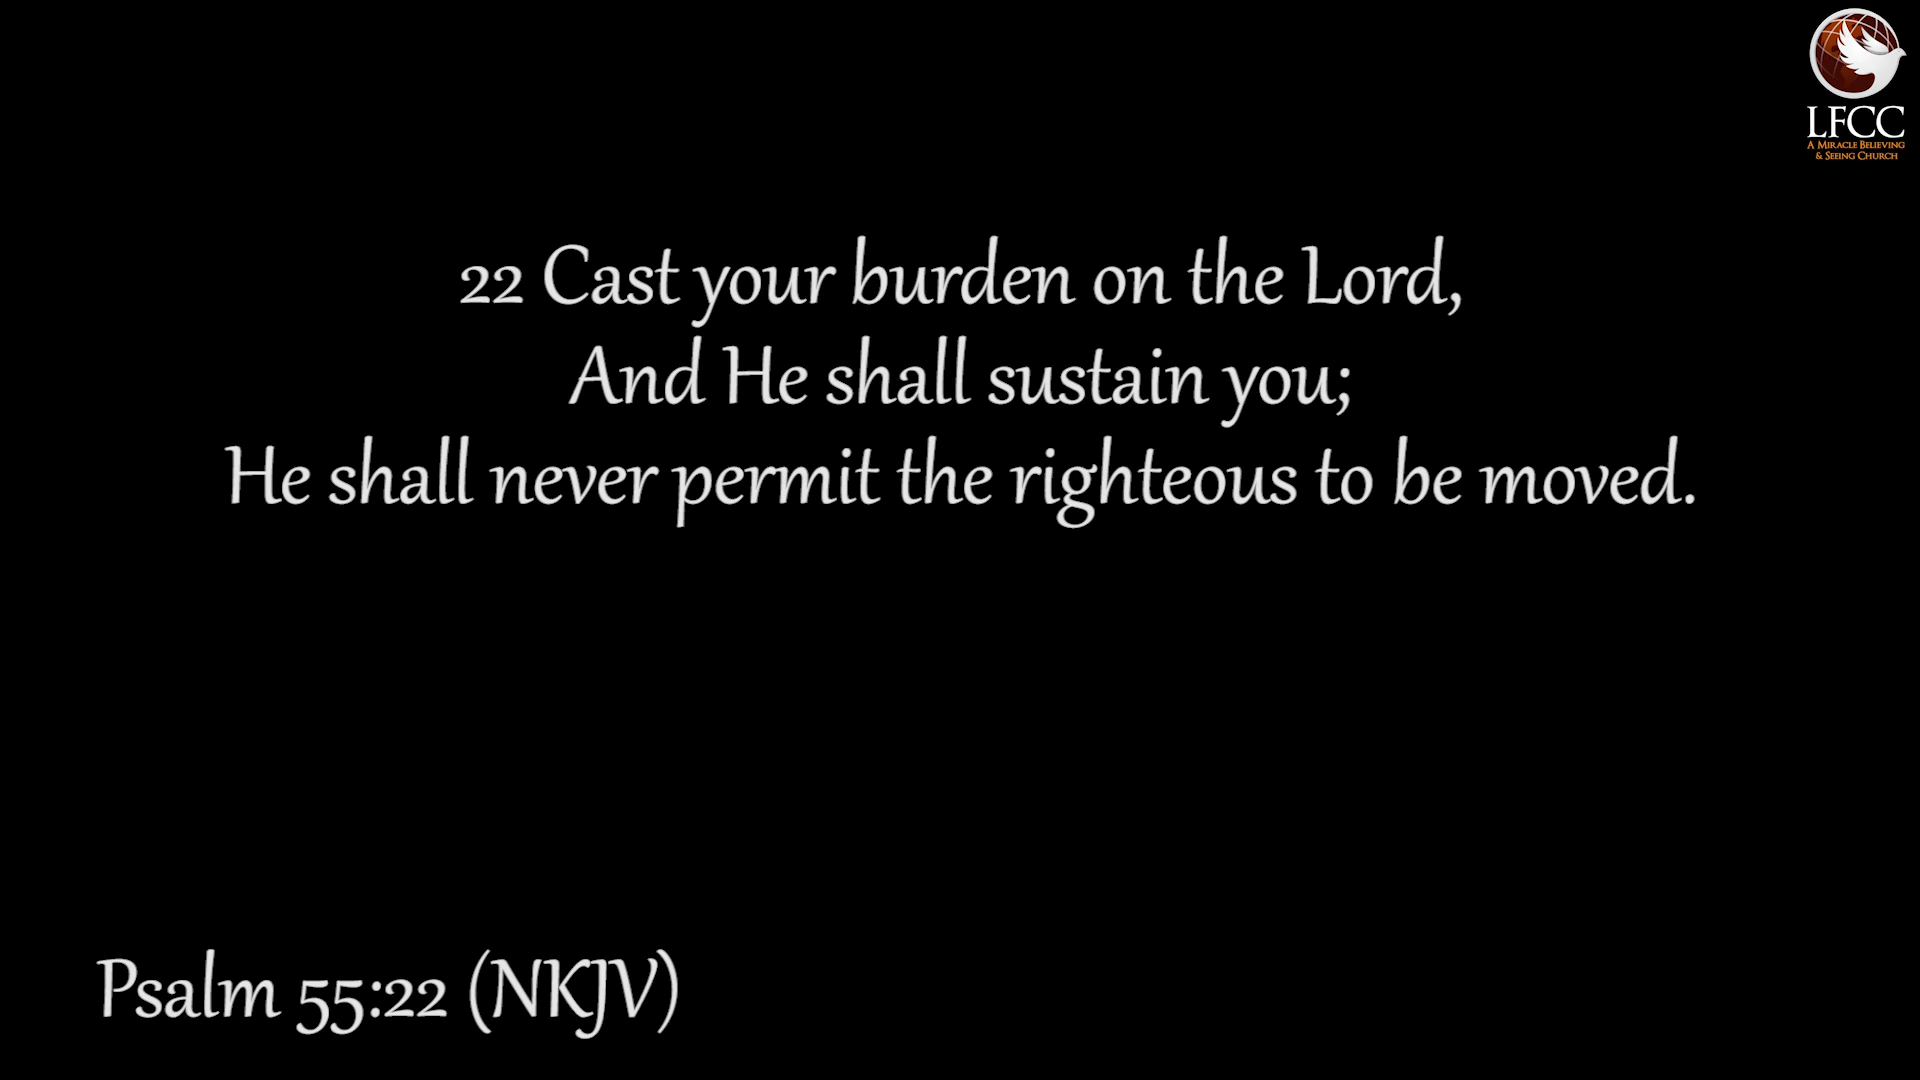 LFCC
A Miracle Believing
& Seeing Church
22 Cast your burden on the Lord,
And He shall sustain you;
He shall never permit the righteous to be moved.
Psalm 55:22 (NKJV)